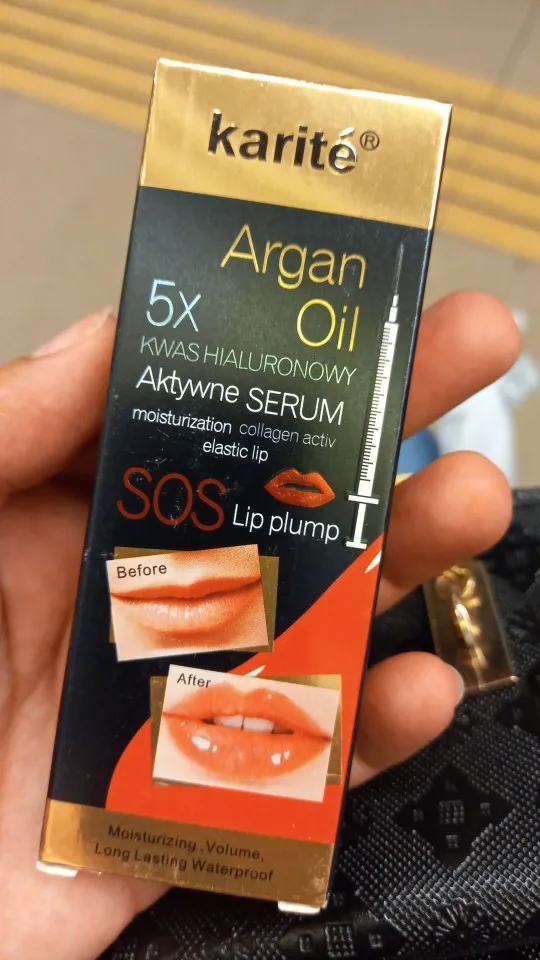 karité®
Argan
5X Oil
KWAS HIALURONOWY
Aktywne SERUM
moisturization collagen activ
elastic lip
SOS Lip plump
Before
After
Moisturizing ,Volume,
Long Lasting Waterproof